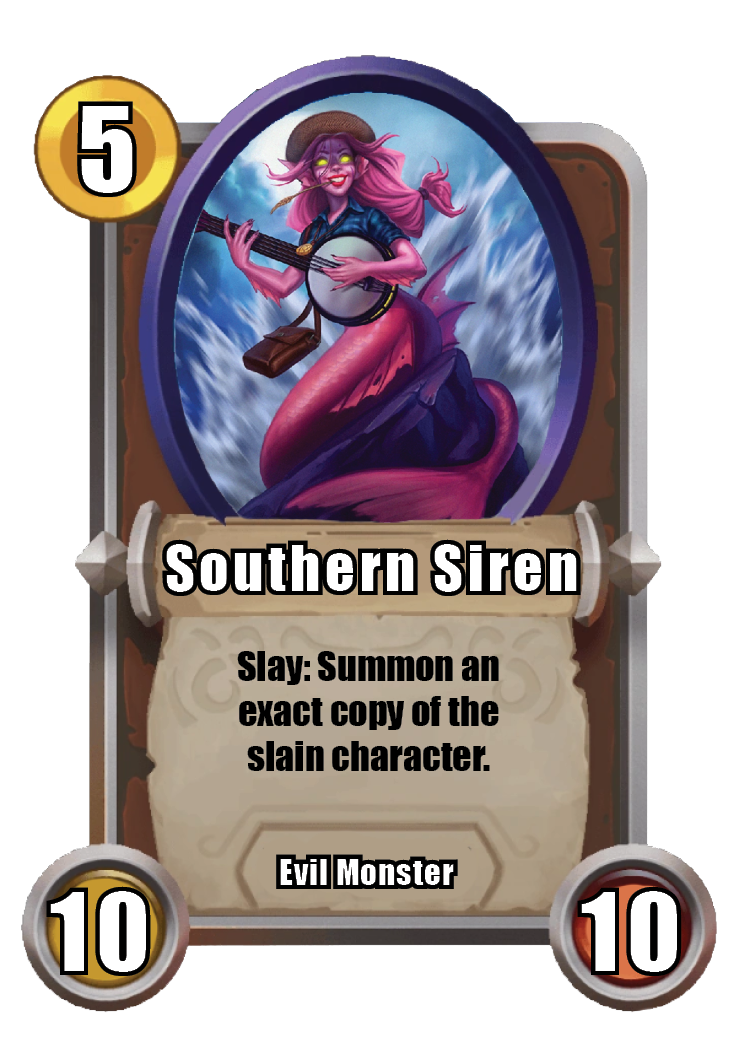 5
Southern Siren
Slay: Summon an
exact copy of the
slain character.
Evil Monster
10
10